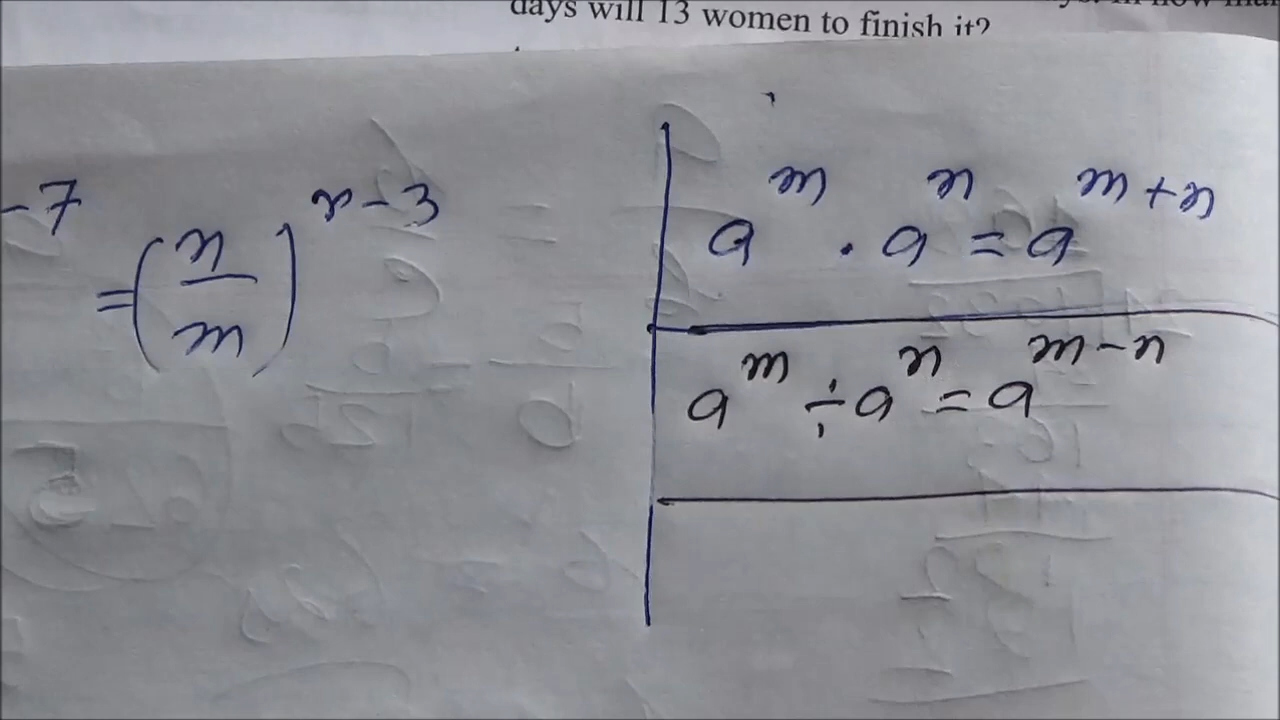 days will 13 women to finish it?
-7 = (n/m)^x-3
a^m · a^n = a^m+n
a^m ÷ a^n = a^m-n